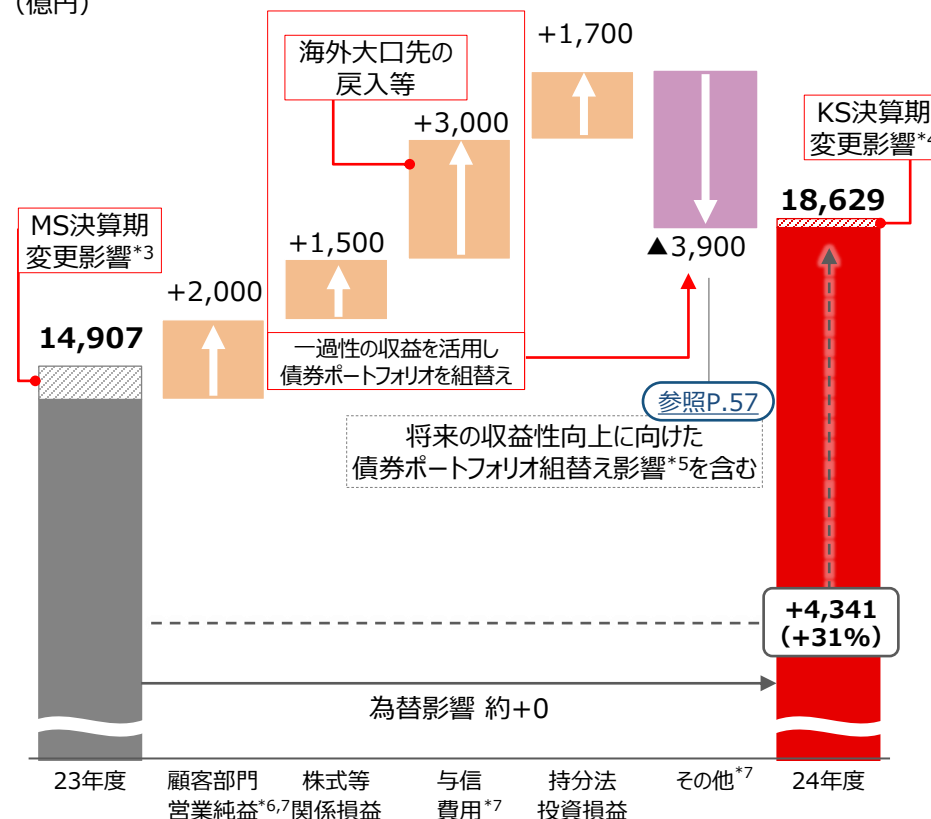 (億円)
+1,700
海外大口先の
戻入等
+3,000
KS決算期
変更影響*4
18,629
MS決算期
変更影響*3
+1,500
▲3,900
+2,000
14,907
一過性の収益を活用し
債券ポートフォリオを組替え
参照P.57
将来の収益性向上に向けた
債券ポートフォリオ組替え影響*5を含む
+4,341
(+31%)
為替影響 約+0
23年度
顧客部門
営業純益*6,7
株式等
関係損益
与信
費用*7
持分法
投資損益
その他*7
24年度